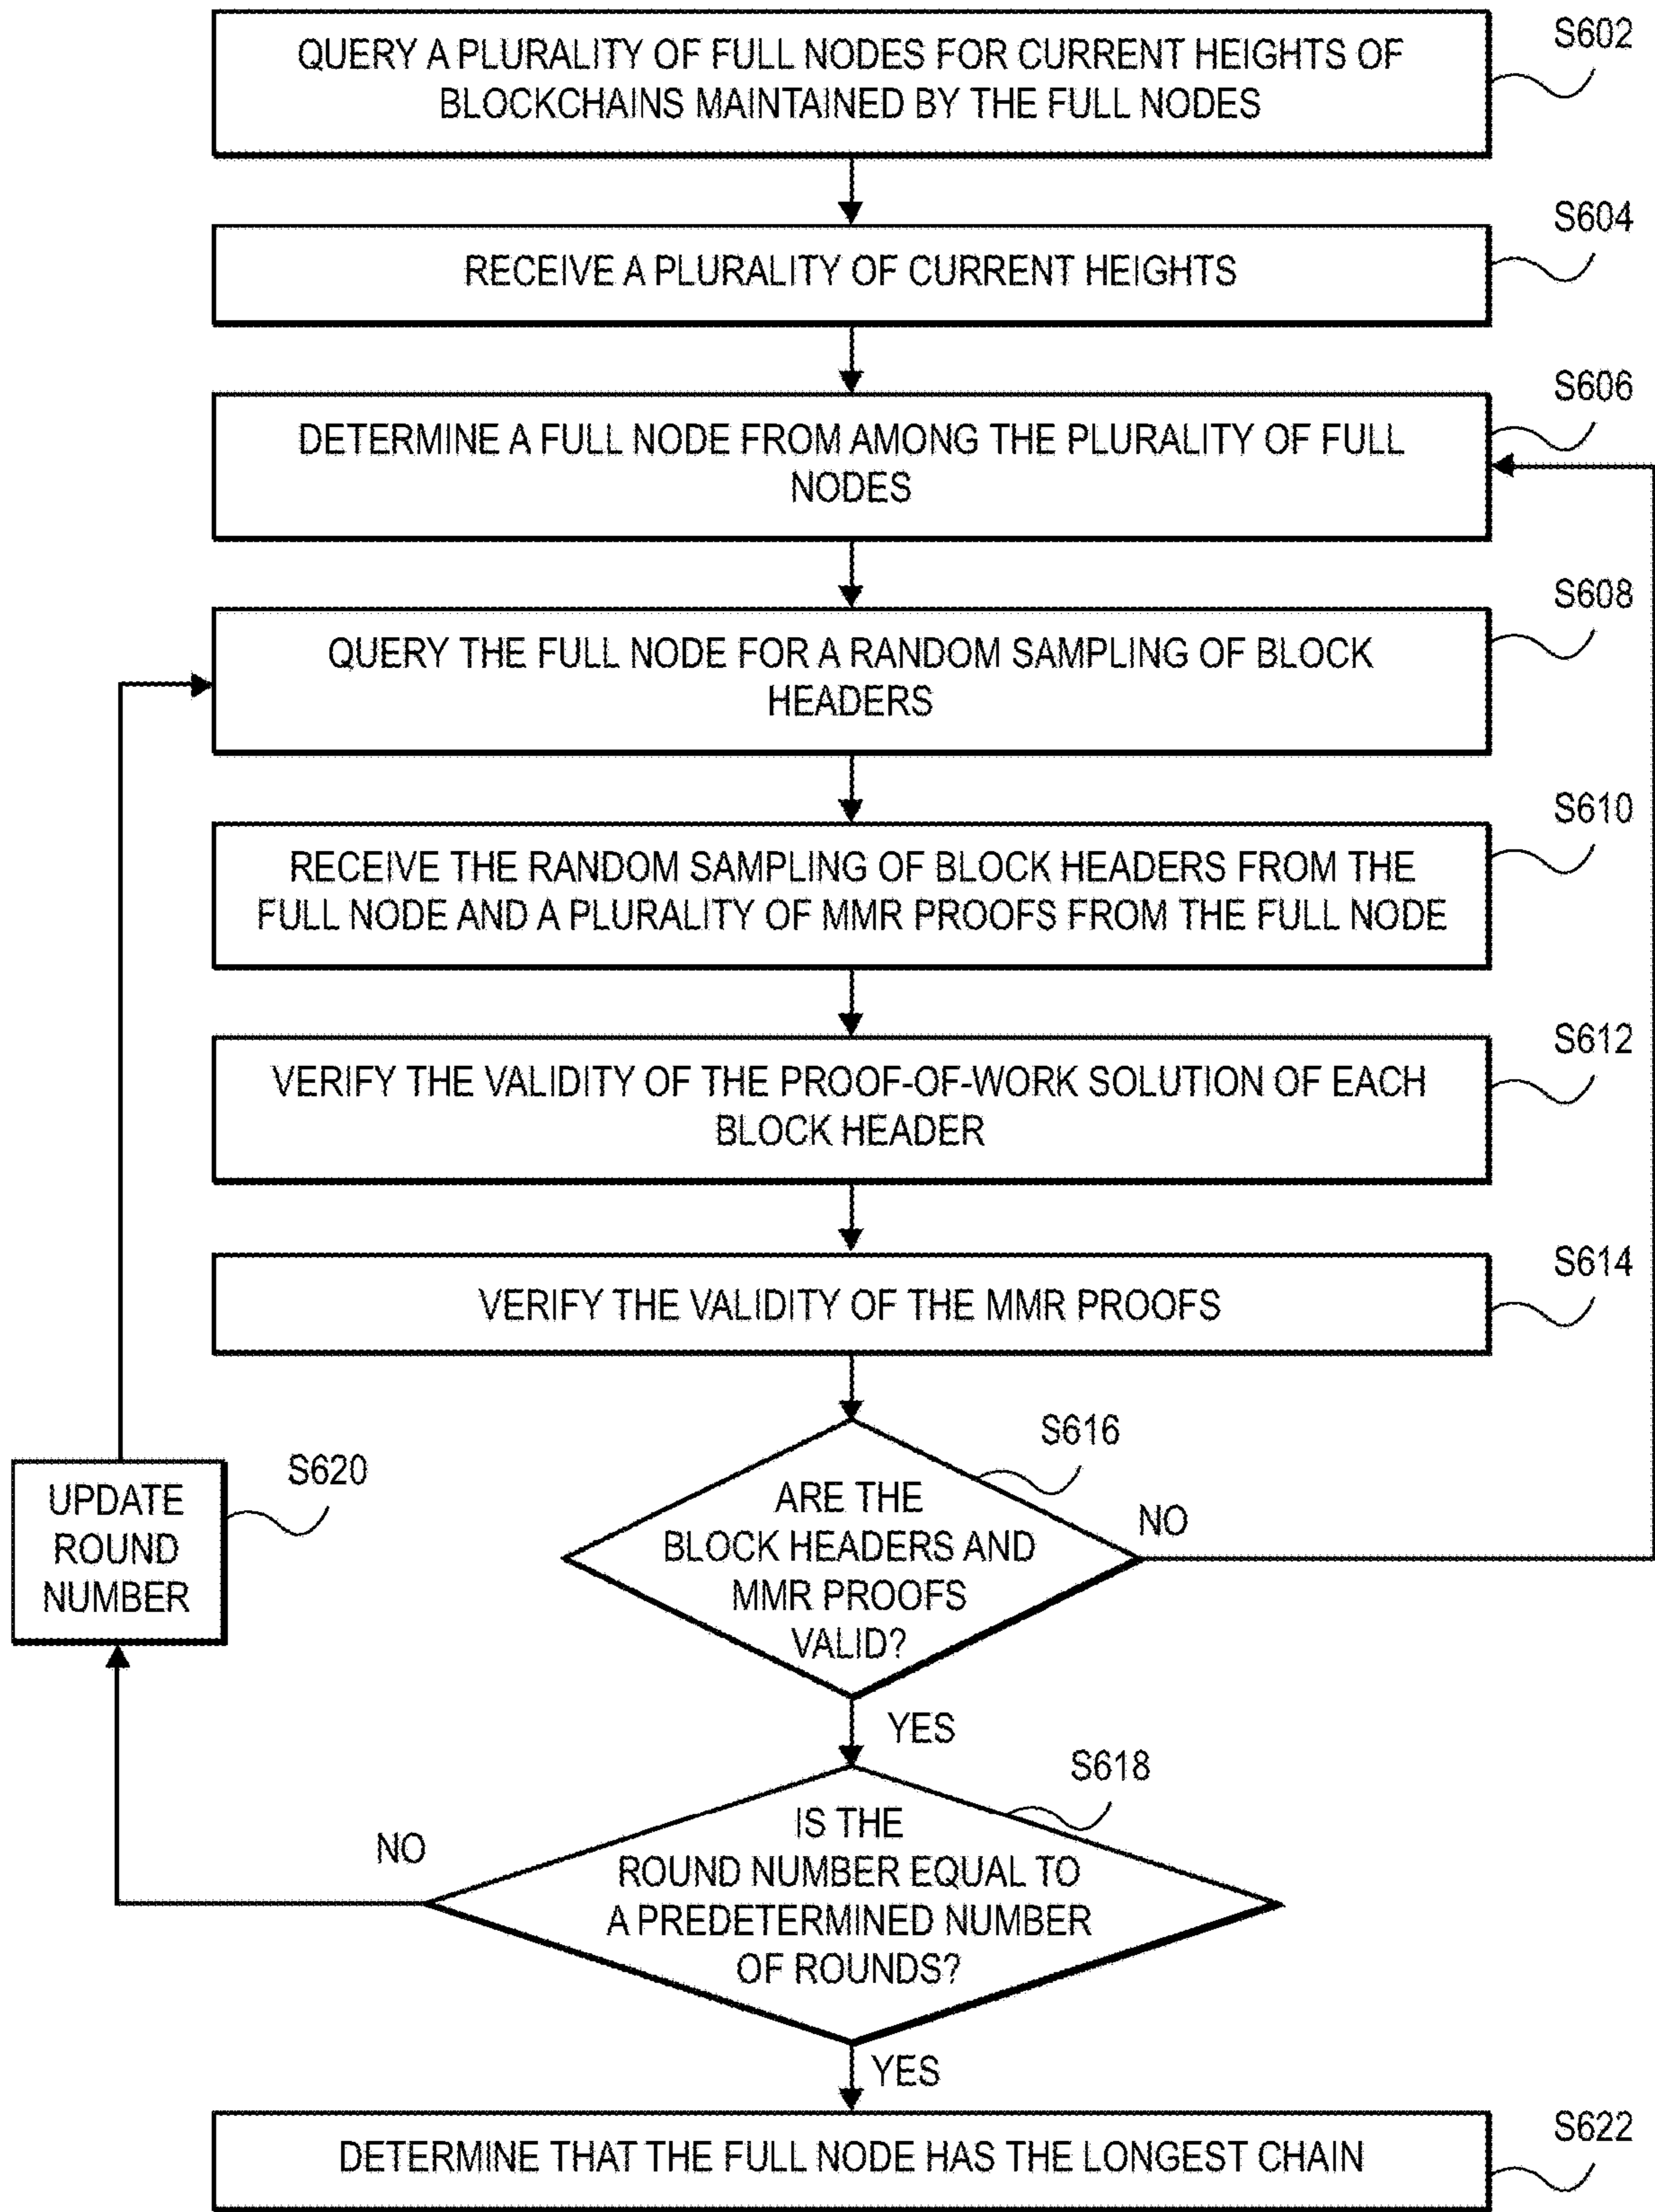 QUERY A PLURALITY OF FULL NODES FOR CURRENT HEIGHTS OF
BLOCKCHAINS MAINTAINED BY THE FULL NODES
S602
RECEIVE A PLURALITY OF CURRENT HEIGHTS
S604
DETERMINE A FULL NODE FROM AMONG THE PLURALITY OF FULL
NODES
S606
QUERY THE FULL NODE FOR A RANDOM SAMPLING OF BLOCK
HEADERS
S608
RECEIVE THE RANDOM SAMPLING OF BLOCK HEADERS FROM THE
FULL NODE AND A PLURALITY OF MMR PROOFS FROM THE FULL NODE
S610
VERIFY THE VALIDITY OF THE PROOF-OF-WORK SOLUTION OF EACH
BLOCK HEADER
S612
VERIFY THE VALIDITY OF THE MMR PROOFS
S614
ARE THE
BLOCK HEADERS AND
MMR PROOFS
VALID?
S616
NO
YES
IS THE
ROUND NUMBER EQUAL TO
A PREDETERMINED NUMBER
OF ROUNDS?
S618
NO
UPDATE
ROUND
NUMBER
S620
YES
DETERMINE THAT THE FULL NODE HAS THE LONGEST CHAIN
S622